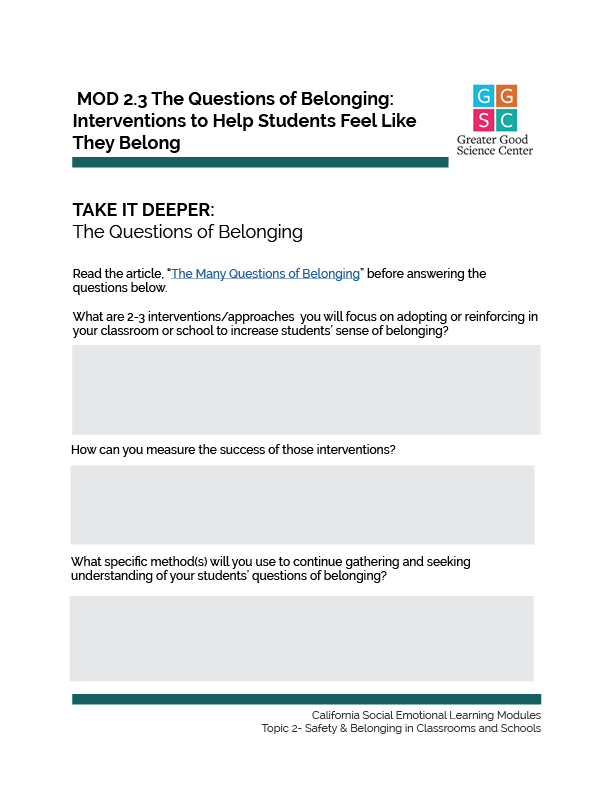 MOD 2.3 The Questions of Belonging:
Interventions to Help Students Feel Like
They Belong
G G
S C
Greater Good
Science Center
TAKE IT DEEPER:
The Questions of Belonging
Read the article, “The Many Questions of Belonging” before answering the
questions below.
What are 2-3 interventions/approaches  you will focus on adopting or reinforcing in
your classroom or school to increase students’ sense of belonging?
How can you measure the success of those interventions?
What specific method(s) will you use to continue gathering and seeking
understanding of your students’ questions of belonging?
California Social Emotional Learning Modules
Topic 2- Safety & Belonging in Classrooms and Schools